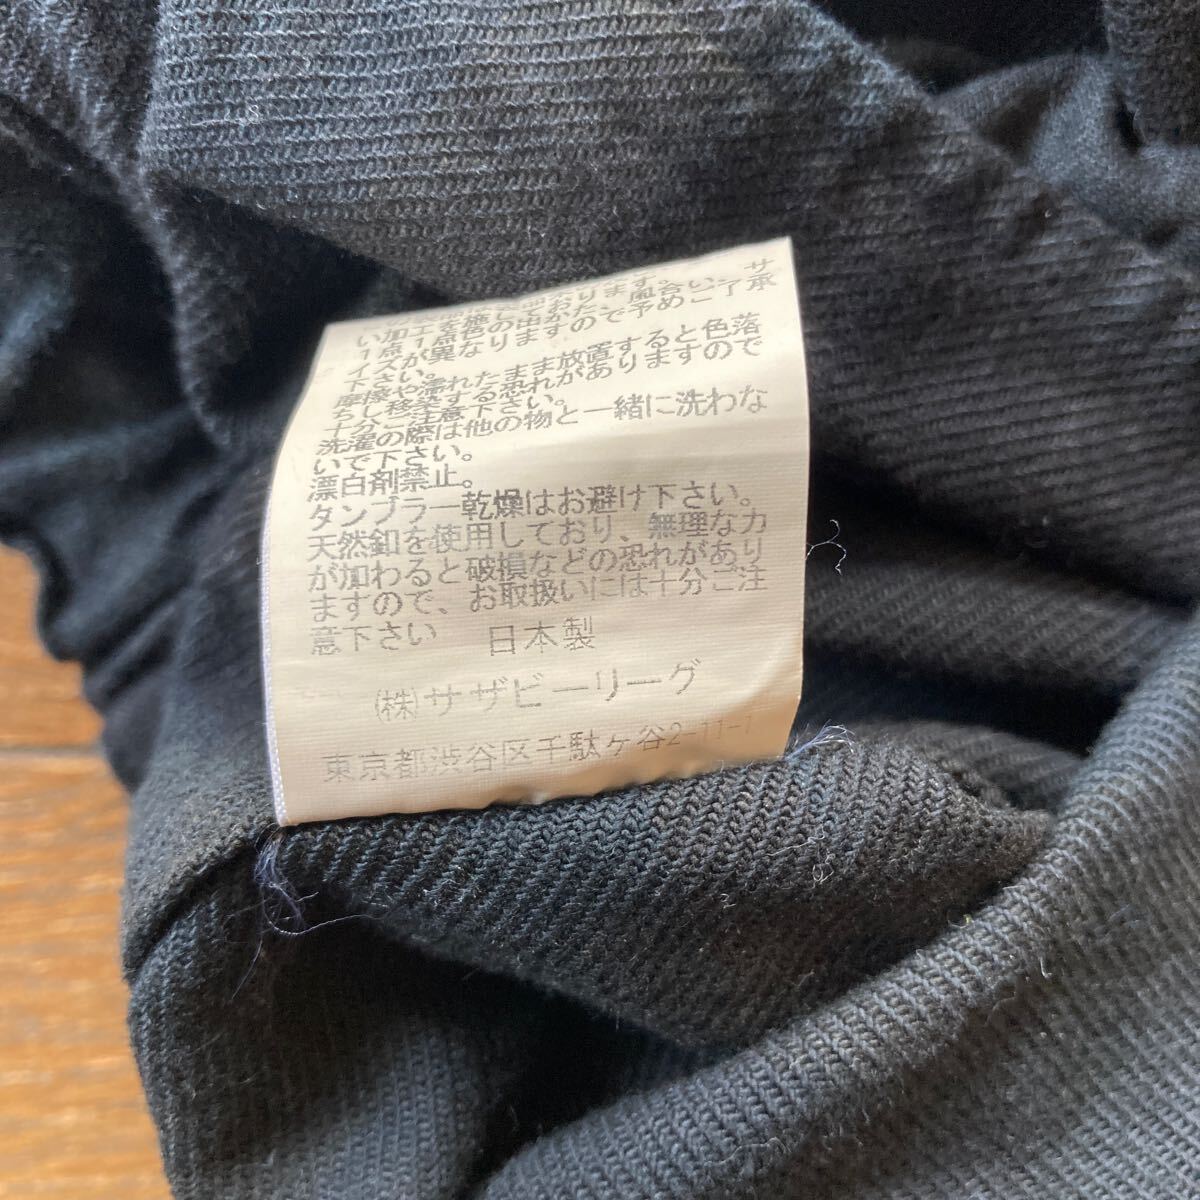 い加工を施しております。
1点1点色の出かた、風合い、サ
イズが異なりますので予めご了承
下さい。
摩擦や濡れたまま放置すると色落
ちし移染する恐れがありますので
十分ご注意下さい。
洗濯の際は他の物と一緒に洗わな
いで下さい。
漂白剤禁止。
タンブラー乾燥はお避け下さい。
天然釦を使用しており、無理な力
が加わると破損などの恐れがあり
ますので、お取扱いには十分ご注
意下さい 日本製
(株)サザビーリーグ
東京都渋谷区千駄ヶ谷2-11-1